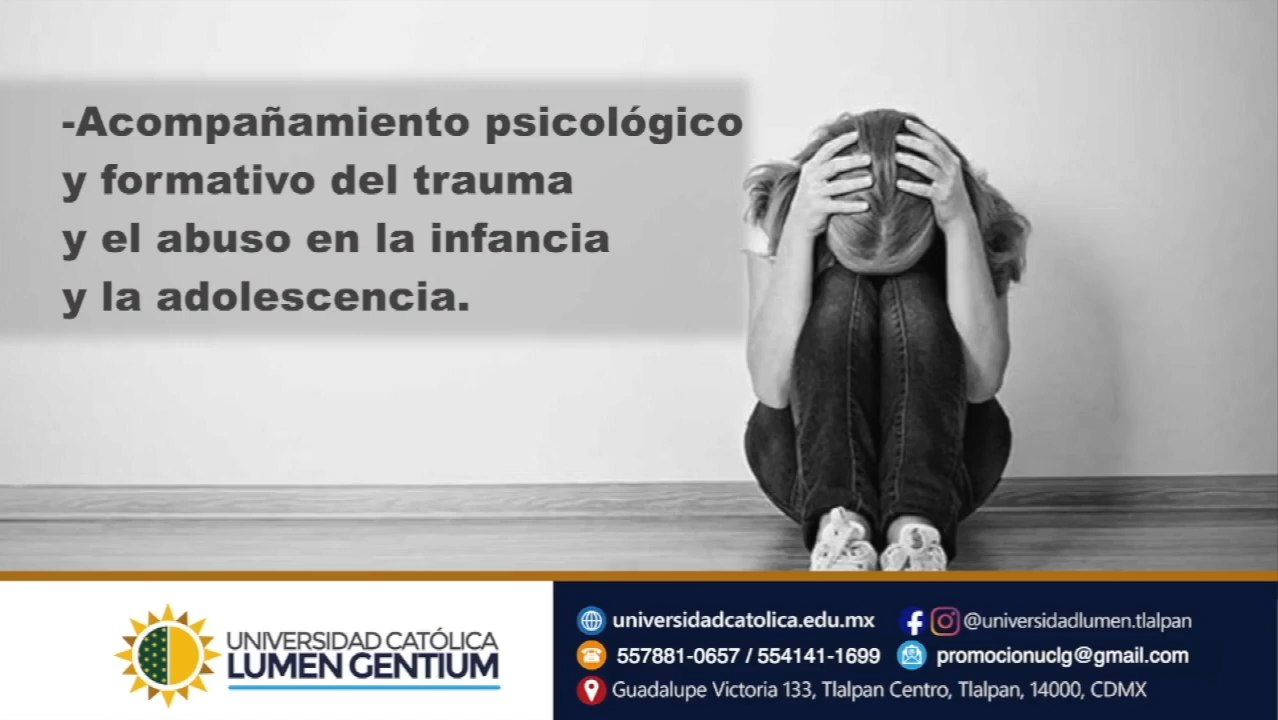 -Acompañamiento psicológico
y formativo del trauma
y el abuso en la infancia
y la adolescencia.
UNIVERSIDAD CATÓLICA
LUMEN GENTIUM
universidadcatolica.edu.mx
@universidadlumen.tlalpan
557881-0657 / 554141-1699
promocionuclg@gmail.com
Guadalupe Victoria 133, Tlalpan Centro, Tlalpan, 14000, CDMX